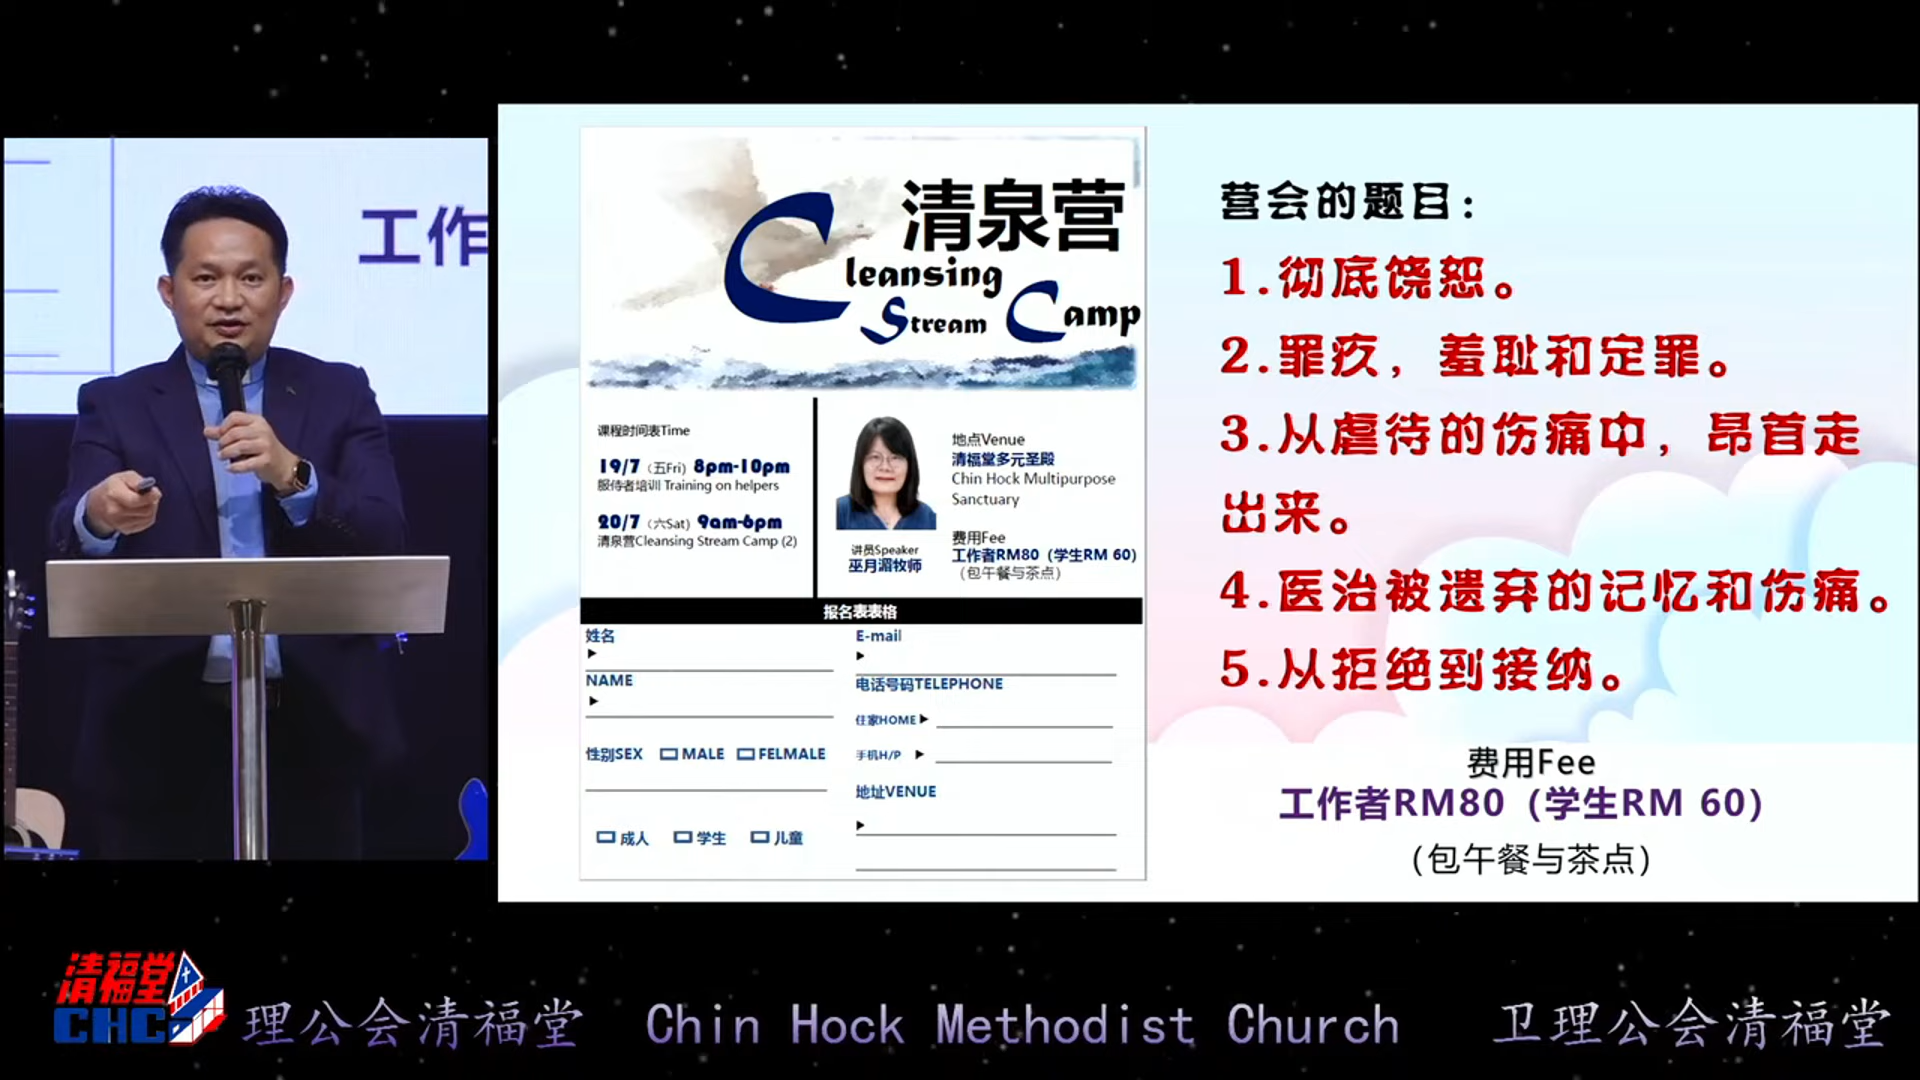 工作
清泉营
Cleansing
Stream Camp
课程时间表Time
19/7（五Fri）8pm-10pm
服侍者培训 Training on helpers
20/7（六Sat）9am-6pm
清泉营Cleansing Stream Camp (2)
讲员Speaker
巫月湄牧师
地点Venue
清福堂多元圣殿
Chin Hock Multipurpose
Sanctuary
费用Fee
工作者RM80（学生RM 60）
（包午餐与茶点）
报名表表格
姓名
NAME
性别SEX MALE FELMALE
成人 学生 儿童
E-mail
电话号码TELEPHONE
住家HOME
手机H/P
地址VENUE
营会的题目：
1.彻底饶恕。
2.罪疚，羞耻和定罪。
3.从虐待的伤痛中，昂首走
出来。
4.医治被遗弃的记忆和伤痛。
5.从拒绝到接纳。
费用Fee
工作者RM80（学生RM 60）
（包午餐与茶点）
清福堂
CHC
理公会清福堂 Chin Hock Methodist Church 卫理公会清福堂